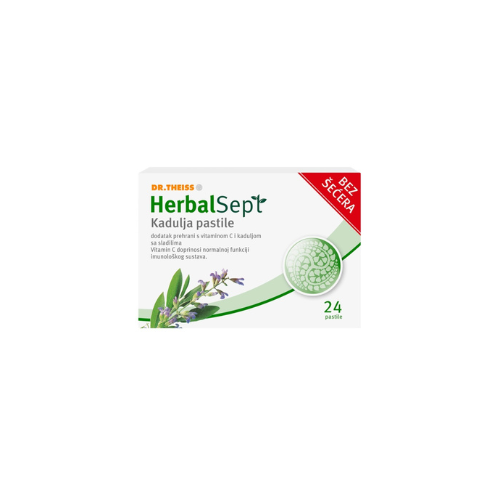 BEZ
ŠEĆERA
DR.THEISS
HerbalSept
Kadulja pastile
dodatak prehrani s vitaminom C i kaduljom
sa sladilima
Vitamin C doprinosi normalnoj funkciji
imunološkog sustava.
24
pastile